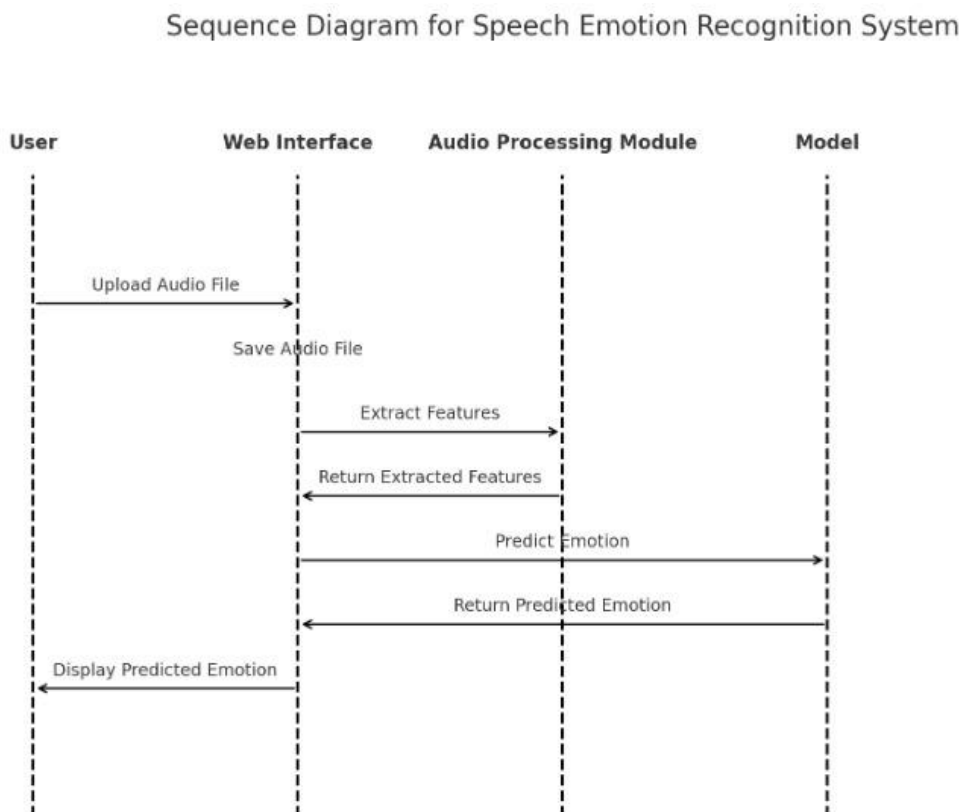 Sequence Diagram for Speech Emotion Recognition System
User
Web Interface
Audio Processing Module
Model
Upload Audio File
Save Audio File
Extract Features
Return Extracted Features
Predict Emotion
Return Predicted Emotion
Display Predicted Emotion